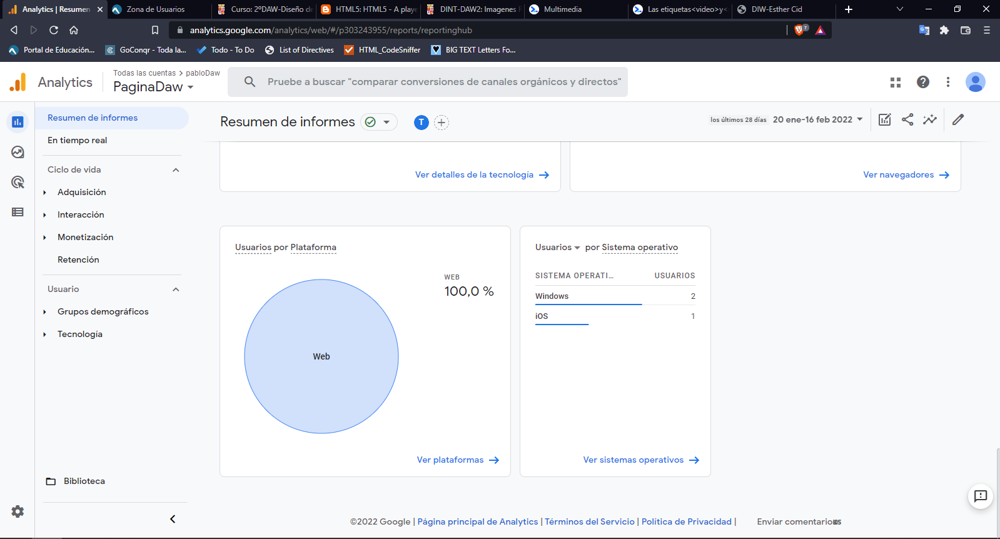 Analytics | Resumen
Zona de Usuarios
Curso: 2ºDAW-Diseño de
HTML5: HTML5 - A playe
DINT-DAW2: Imagenes
Multimedia
Las etiquetas<video>y<
DIW-Esther Cid
analytics.google.com/analytics/web/#/p303243955/reports/reportinghub
7
Portal de Educación...
GoConqr - Toda la...
Todo - To Do
List of Directives
HTML_CodeSniffer
BIG TEXT Letters Fo...
Analytics
Todas las cuentas > pabloDaw
PaginaDaw
Pruebe a buscar "comparar conversiones de canales orgánicos y directos"
Resumen de informes
En tiempo real
Ciclo de vida
Adquisición
Interacción
Monetización
Retención
Usuario
Grupos demográficos
Tecnología
Biblioteca
Resumen de informes
T
los últimos 28 días
20 ene-16 feb 2022
Ver detalles de la tecnología
Ver navegadores
Usuarios por Plataforma
WEB
100,0 %
Web
Ver plataformas
Usuarios por Sistema operativo
SISTEMA OPERATI... USUARIOS
Windows 2
iOS 1
Ver sistemas operativos
©2022 Google | Página principal de Analytics | Términos del Servicio | Política de Privacidad |
Enviar comentarios